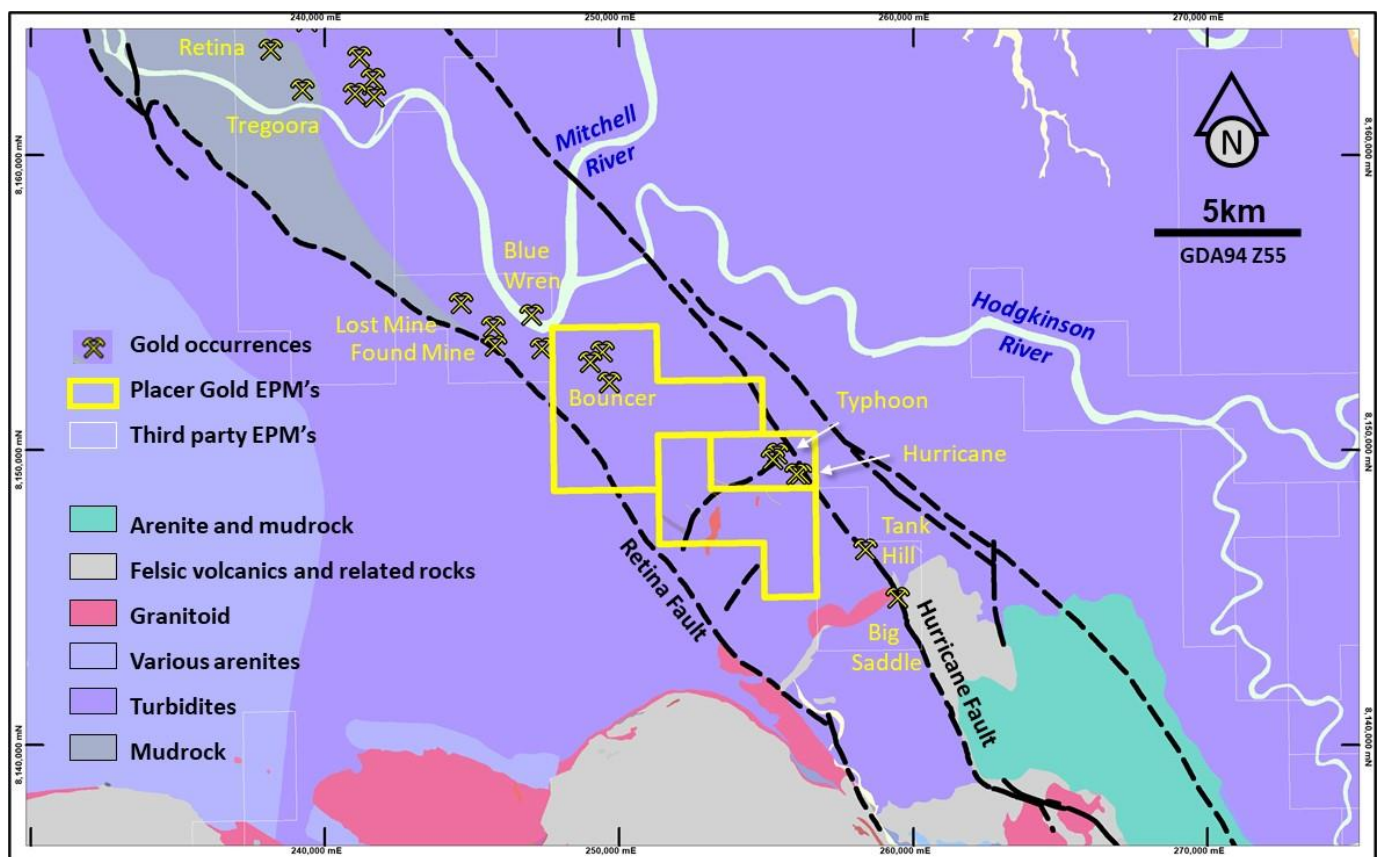 240,000 mE
250,000 mE
260,000 mE
270,000 mE
Retina
Tregoora
Mitchell
River
N
5km
GDA94 Z55
8,160,000 mN
8,160,000 mN
Blue
Wren
Hodgkinson
River
Lost Mine
Found Mine
Bouncer
Typhoon
Hurricane
Gold occurrences
Placer Gold EPM's
Third party EPM's
8,150,000 mN
8,150,000 mN
Tank
Hill
Big
Saddle
Retina Fault
Hurricane Fault
Arenite and mudrock
Felsic volcanics and related rocks
Granitoid
Various arenites
Turbidites
Mudrock
8,140,000 mN
8,140,000 mN
240,000 mE
250,000 mE
260,000 mE
270,000 mE